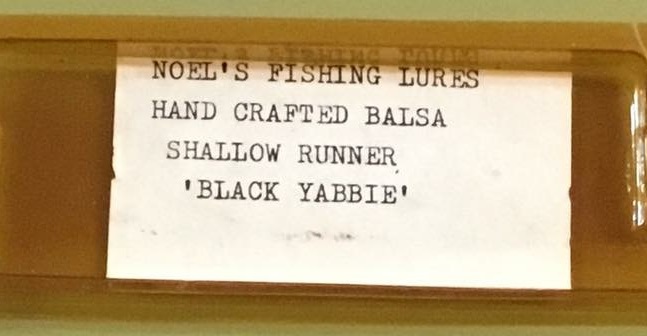 NOEL'S FISHING LURES
HAND CRAFTED BALSA
SHALLOW RUNNER
'BLACK YABBIE'